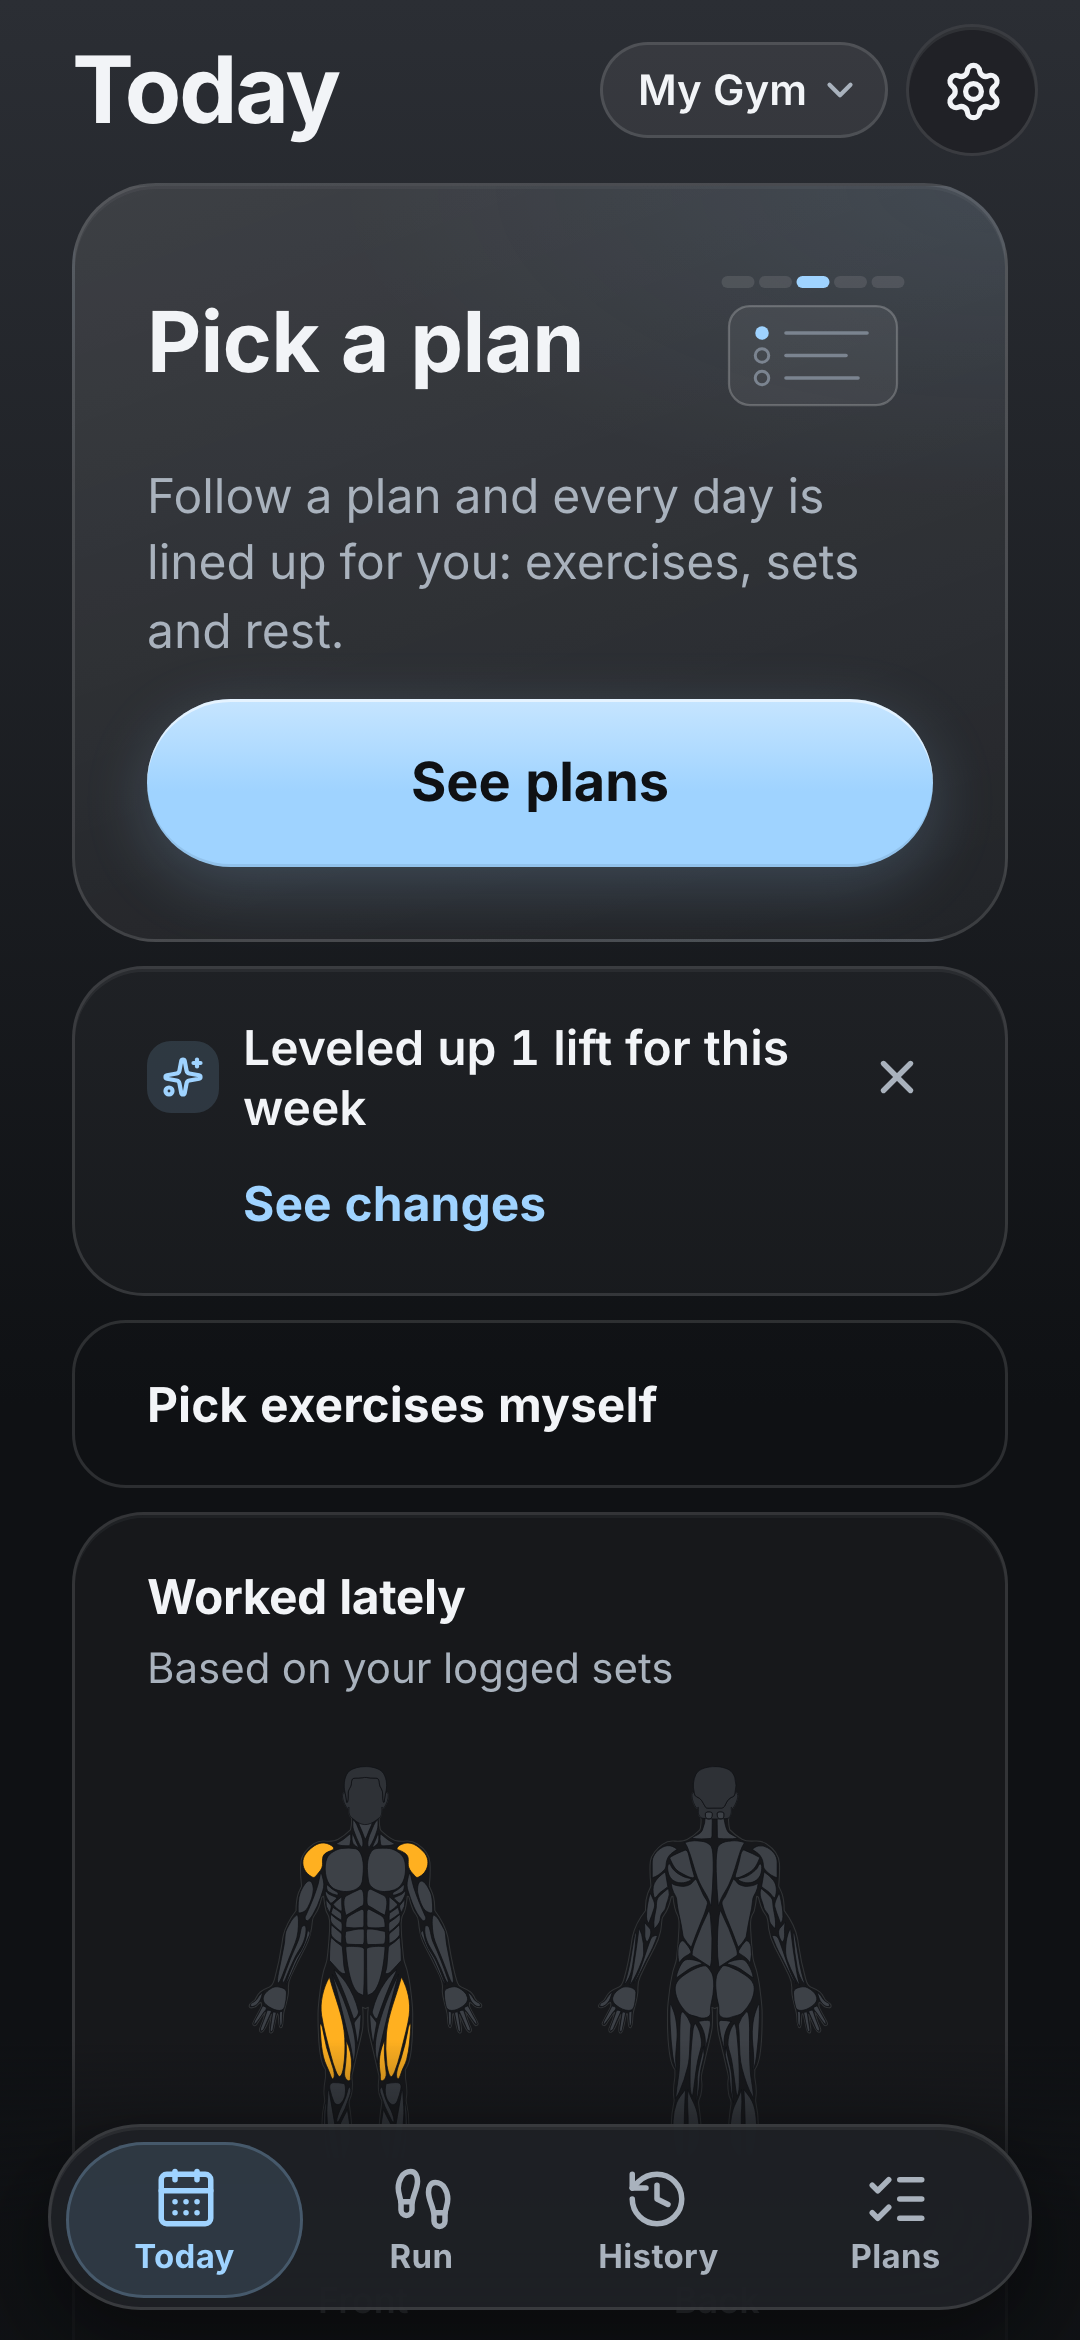 Today
My Gym
Pick a plan
Follow a plan and every day is
lined up for you: exercises, sets
and rest.
See plans
Leveled up 1 lift for this
week
See changes
Pick exercises myself
Worked lately
Based on your logged sets
Today
Run
History
Plans